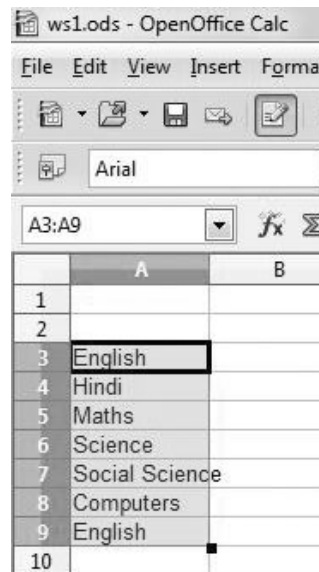 ws1.ods - OpenOffice Calc
File Edit View Insert Forma
Arial
A3:A9 fx Σ
A B
1
2
3 English
4 Hindi
5 Maths
6 Science
7 Social Science
8 Computers
9 English
10